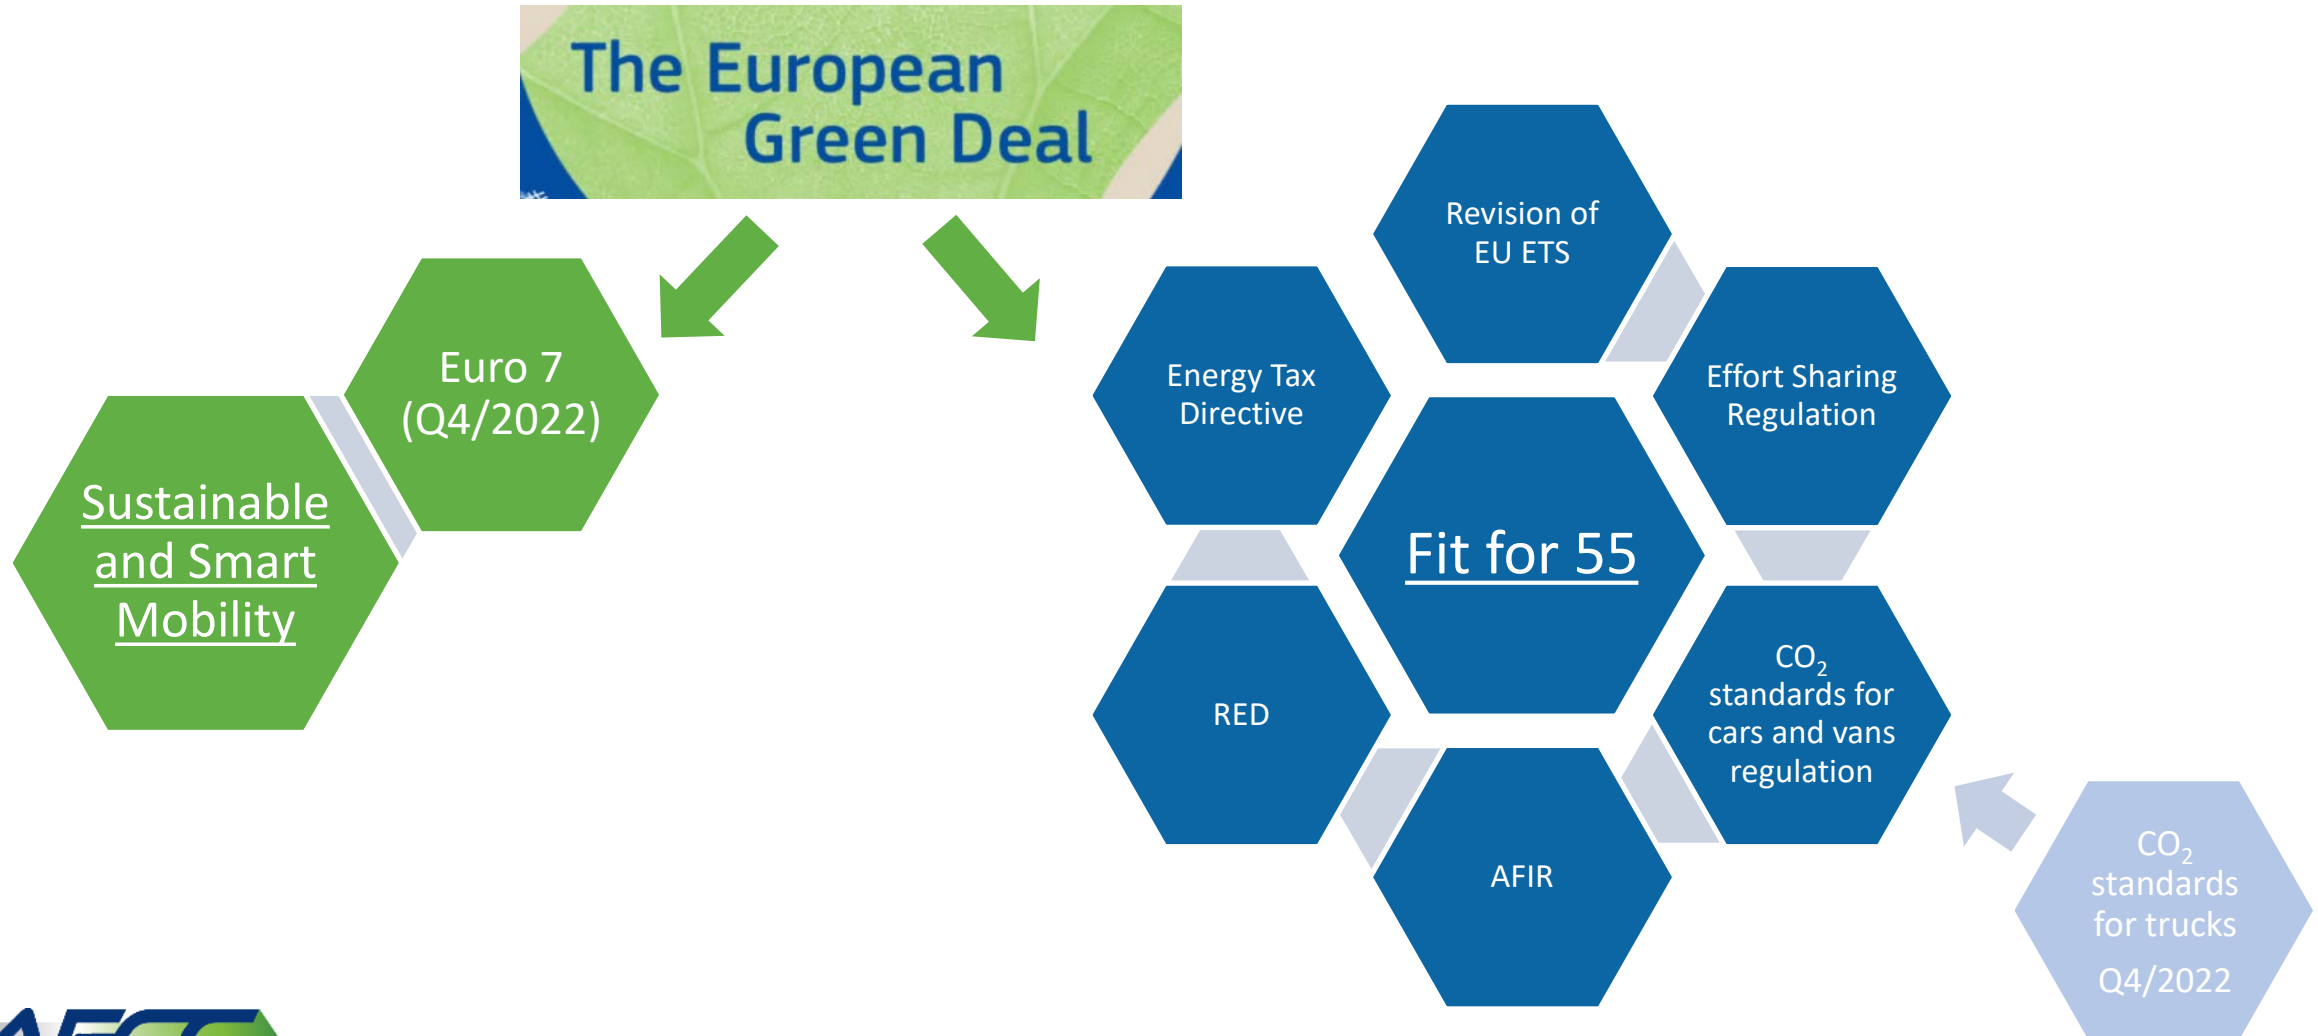 The European
Green Deal
Euro 7
(Q4/2022)
Sustainable
and Smart
Mobility
Revision of
EU ETS
Energy Tax
Directive
Effort Sharing
Regulation
Fit for 55
RED
CO₂
standards for
cars and vans
regulation
AFIR
CO₂
standards
for trucks
Q4/2022